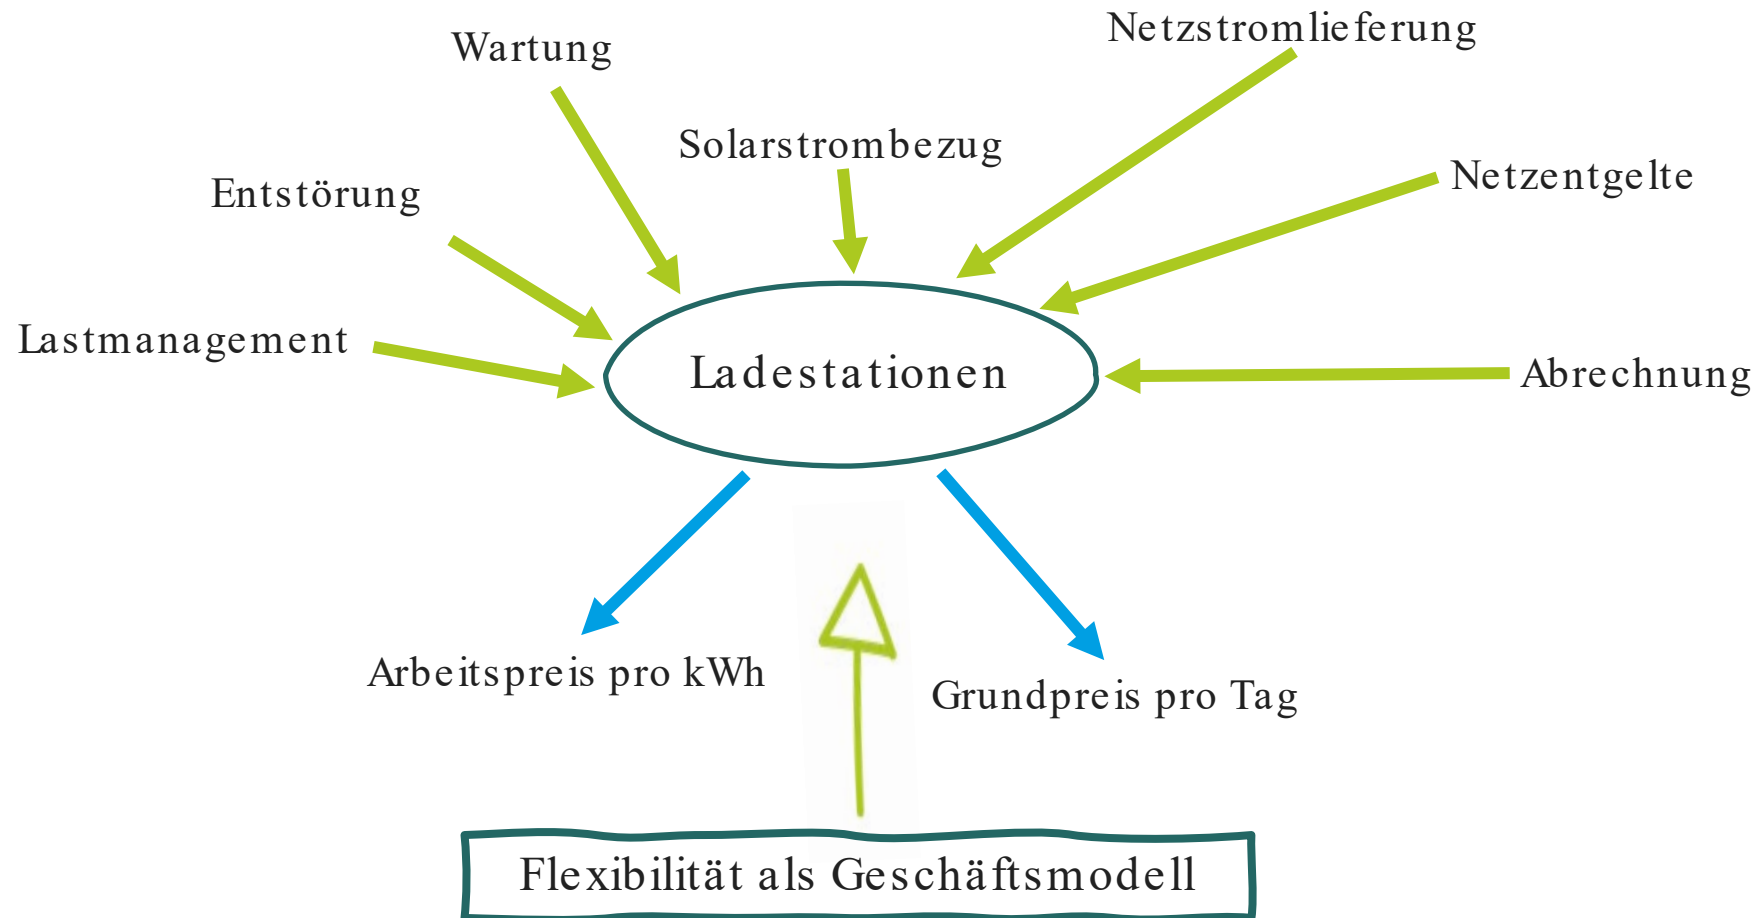 Netzstromlieferung
Wartung
Solarstrombezug
Netzentgelte
Entstörung
Lastmanagement
Ladestationen
Abrechnung
Arbeitspreis pro kWh
Grundpreis pro Tag
Flexibilität als Geschäftsmodell